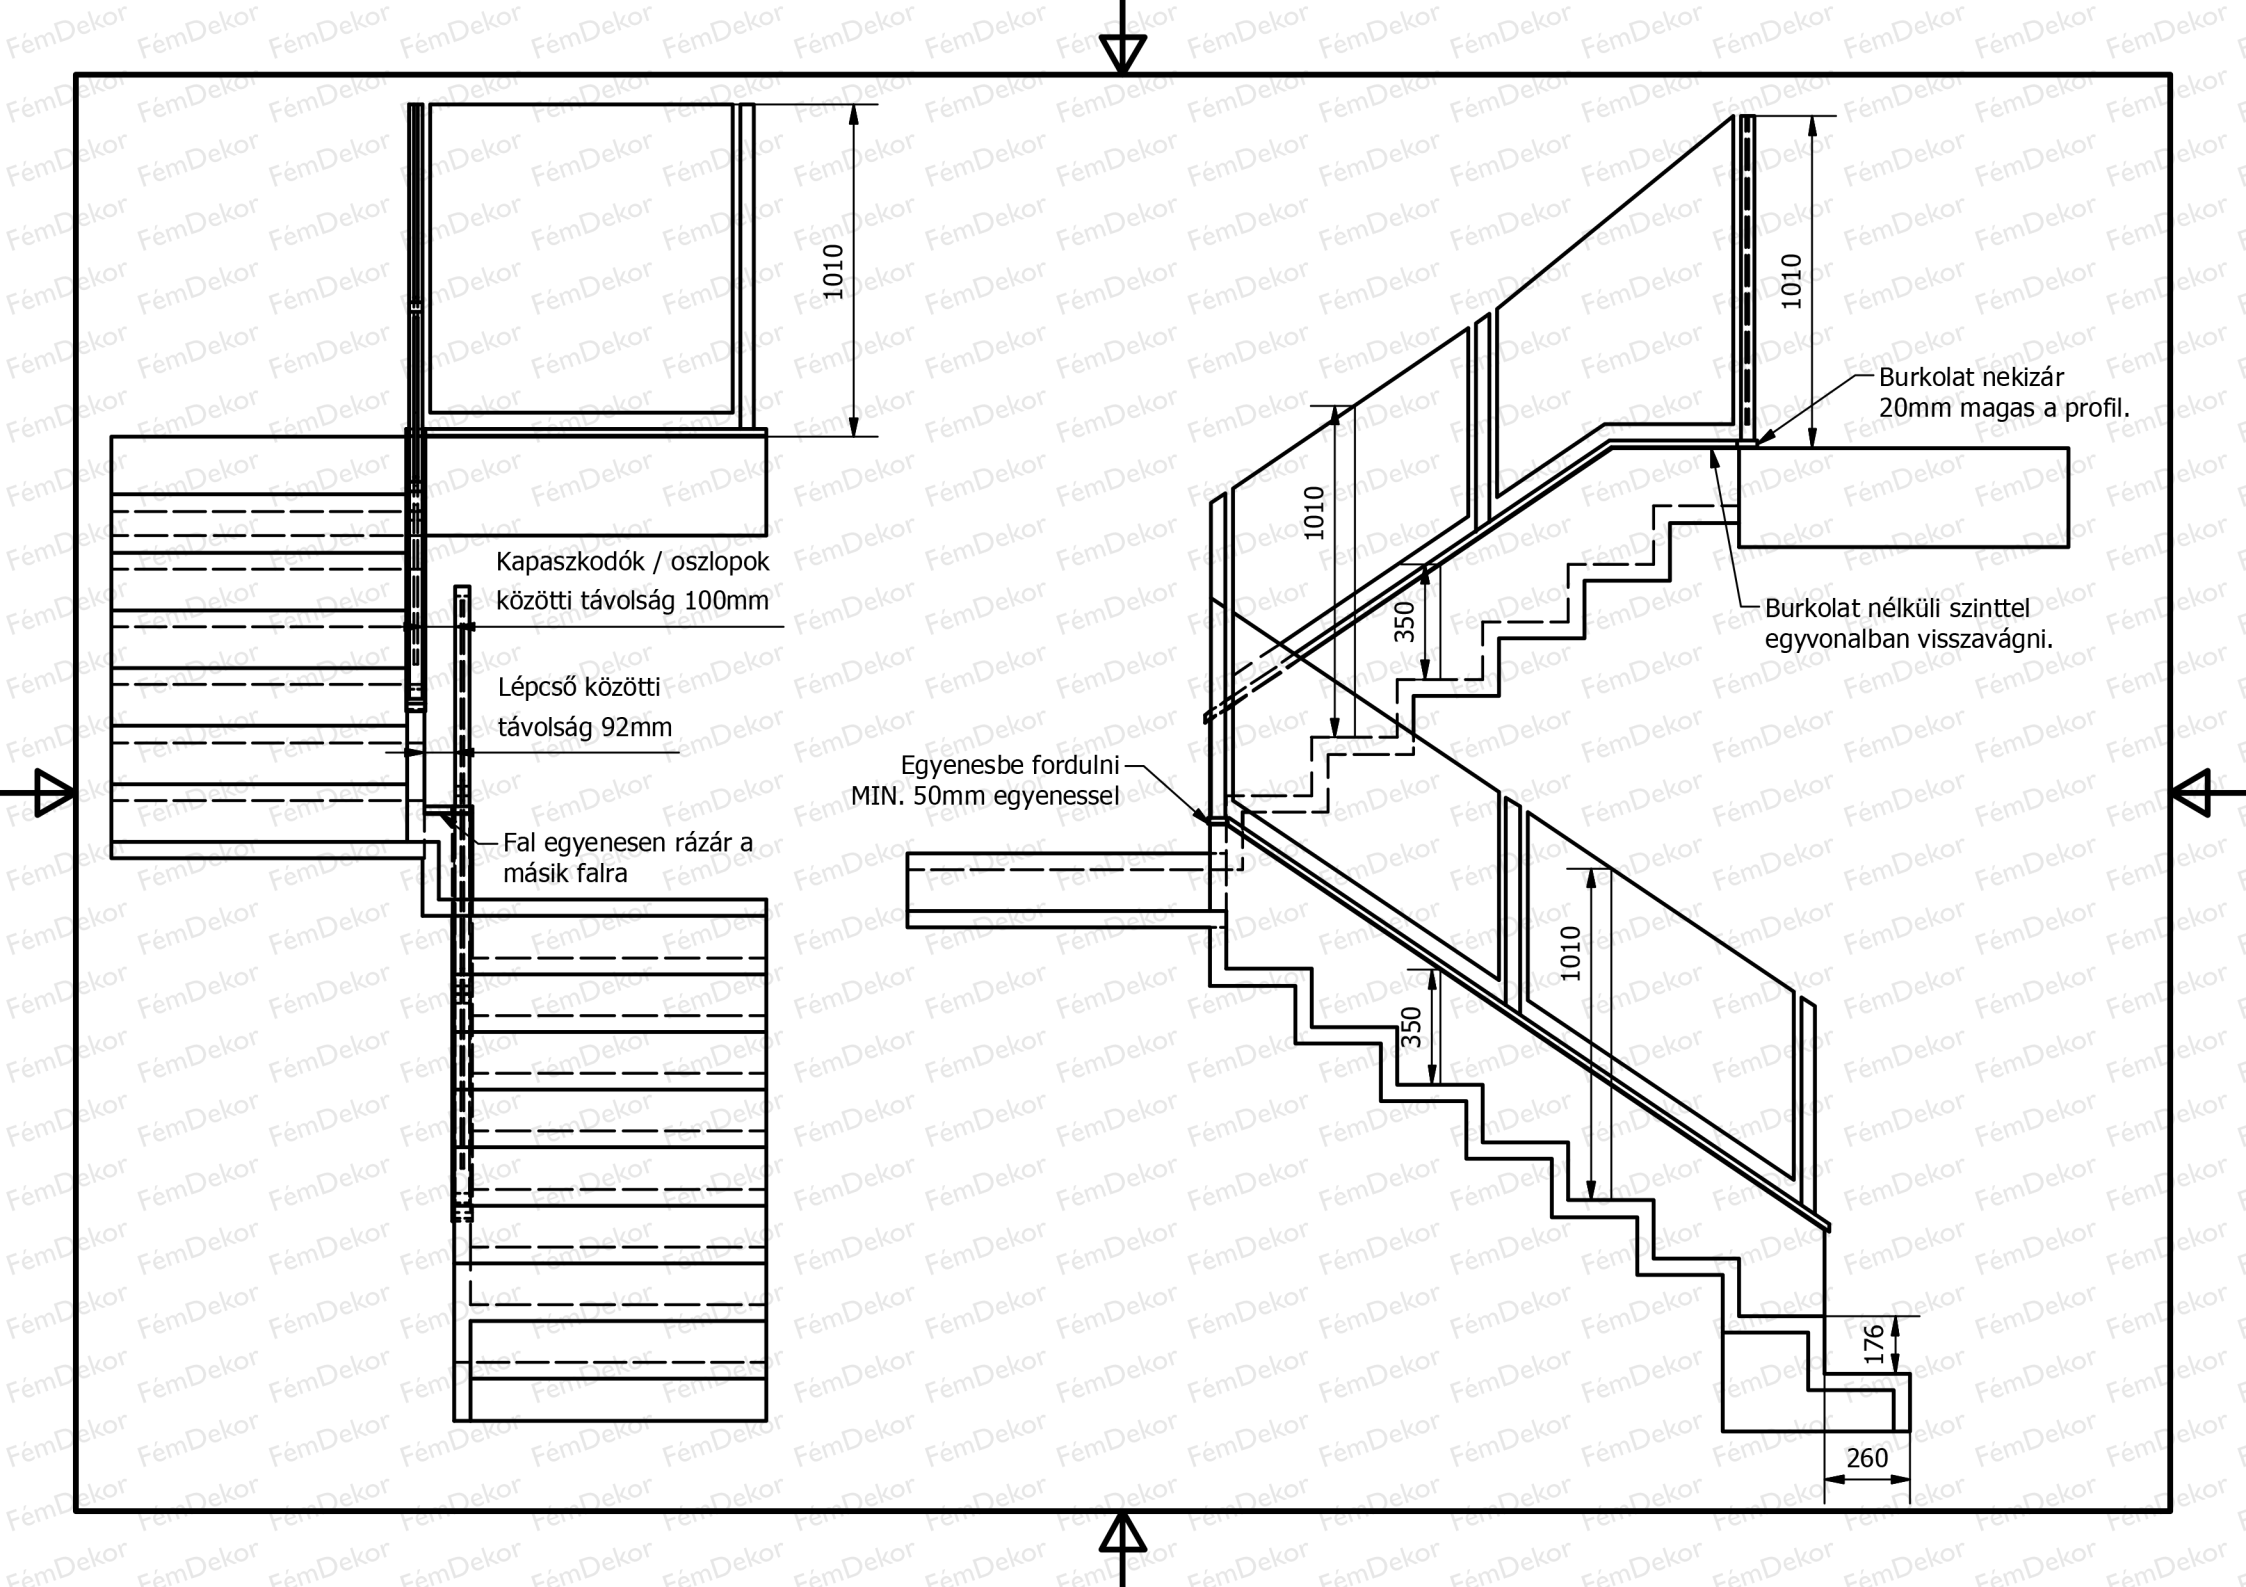 FémDekor
1010
1010
Burkolat nekizár
20mm magas a profil.
Kapaszkodók / oszlopok
közötti távolság 100mm
1010
350
Burkolat nélküli szinttel
egyvonalban visszavágni.
Lépcső közötti
távolság 92mm
Egyenesbe fordulni
MIN. 50mm egyenessel
Fal egyenesen rázár a
másik falra
1010
350
176
260